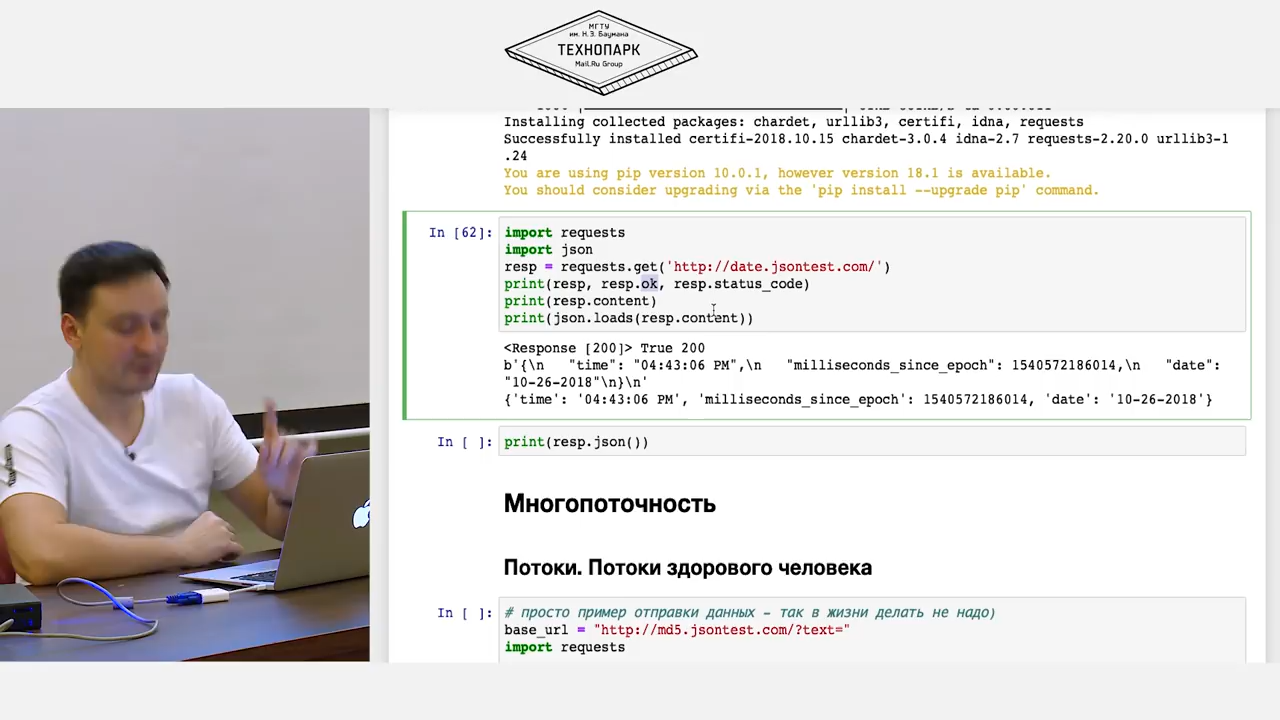 МГТУ
им. Н.Э. Баумана
ТЕХНОПАРК
Mail.Ru Group
Installing collected packages: chardet, urllib3, certifi, idna, requests
Successfully installed certifi-2018.10.15 chardet-3.0.4 idna-2.7 requests-2.20.0 urllib3-1
.24
You are using pip version 10.0.1, however version 18.1 is available.
You should consider upgrading via the 'pip install --upgrade pip' command.
In [62]: import requests
import json
resp = requests.get('http://date.jsontest.com/')
print(resp, resp.ok, resp.status_code)
print(resp.content)
print(json.loads(resp.content))
<Response [200]> True 200
b'{\n   "time": "04:43:06 PM",\n   "milliseconds_since_epoch": 1540572186014,\n   "date":
"10-26-2018"\n}\n'
{'time': '04:43:06 PM', 'milliseconds_since_epoch': 1540572186014, 'date': '10-26-2018'}
In [ ]: print(resp.json())
Многопоточность
Потоки. Потоки здорового человека
In [ ]: # просто пример отправки данных - так в жизни делать не надо)
base_url = "http://md5.jsontest.com/?text="
import requests